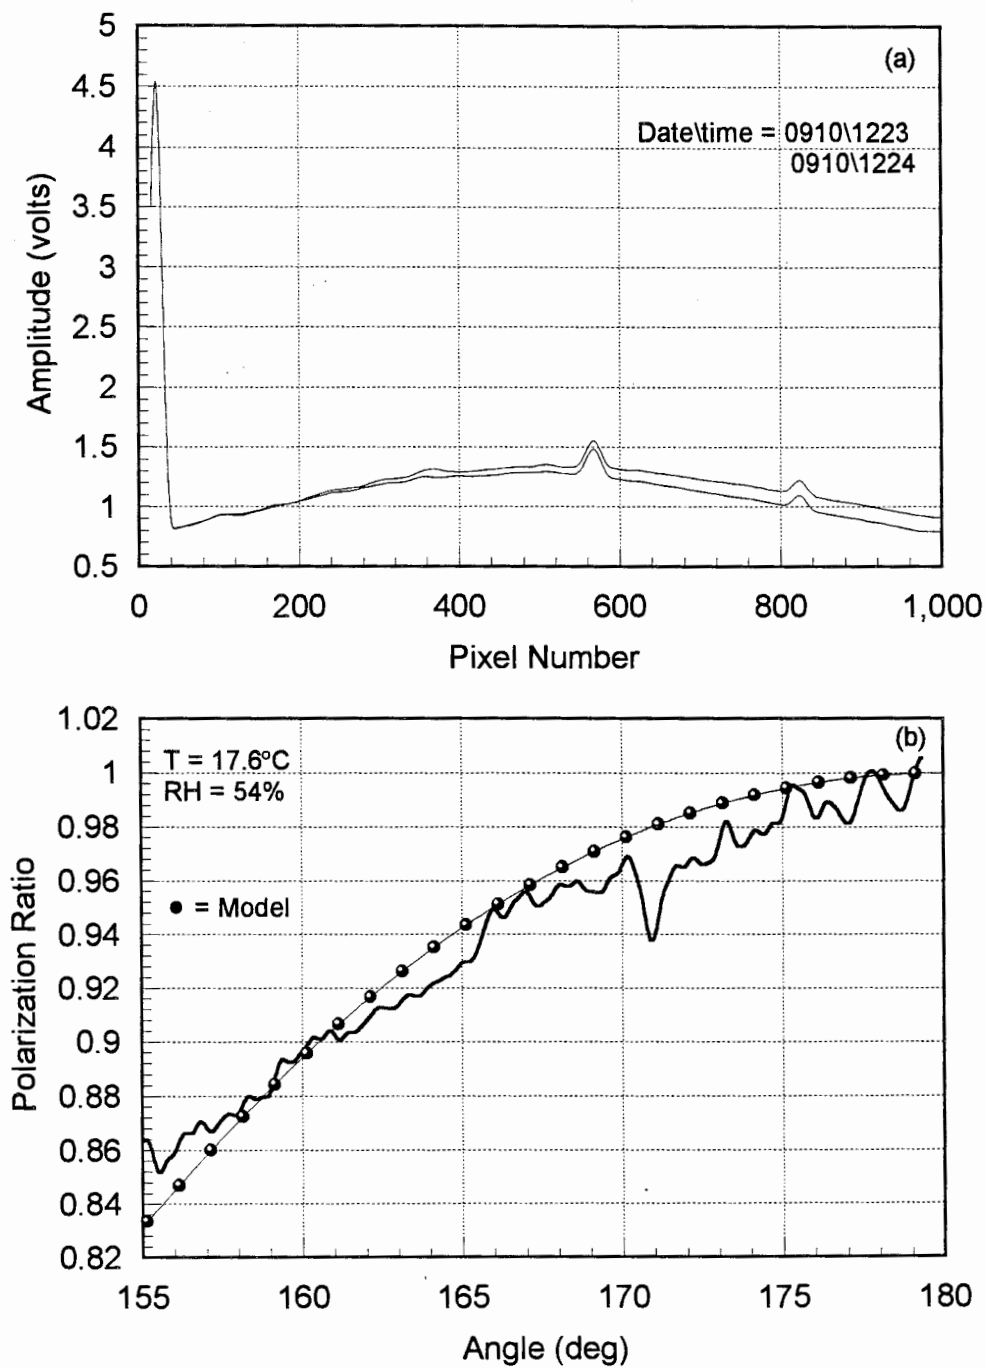 5
4.5
4
3.5
3
2.5
2
1.5
1
0.5
Amplitude (volts)
(a)
Date\time = 0910\1223
0910\1224
0 200 400 600 800 1,000
Pixel Number
1.02
1
0.98
0.96
0.94
0.92
0.9
0.88
0.86
0.84
0.82
Polarization Ratio
(b)
T = 17.6ºC
RH = 54%
= Model
155 160 165 170 175 180
Angle (deg)